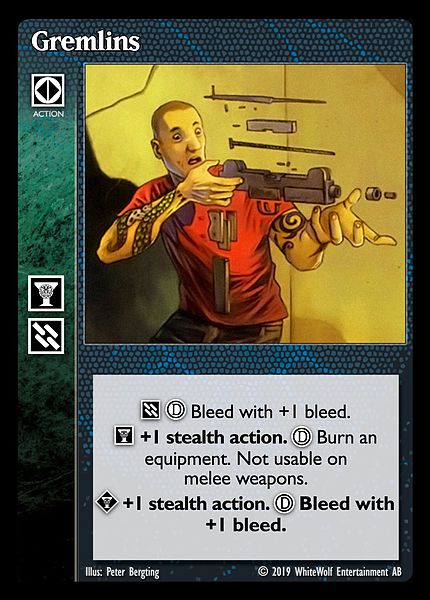 Gremlins
ACTION
Ⓓ Bleed with +1 bleed.
+1 stealth action. Ⓓ Burn an
equipment. Not usable on
melee weapons.
+1 stealth action. Ⓓ Bleed with
+1 bleed.
Illus: Peter Bergting © 2019 WhiteWolf Entertainment AB